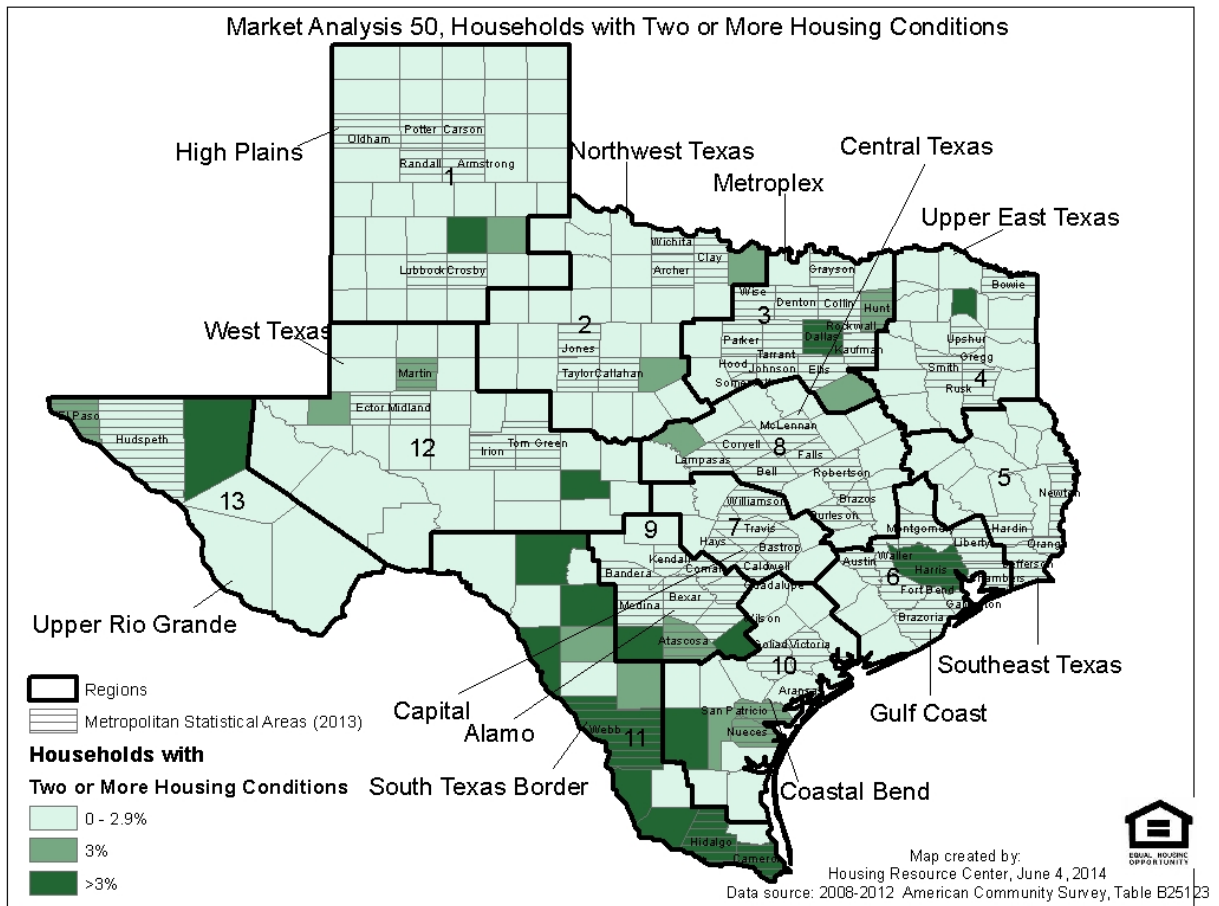 Market Analysis 50, Households with Two or More Housing Conditions
High Plains
Oldham
Potter
Carson
Randall
Armstrong
1
Lubbock
Crosby
Northwest Texas
Metroplex
Central Texas
Upper East Texas
Wichita
Clay
Archer
2
Jones
Taylor
Callahan
Grayson
Wise
Denton
Collin
Hunt
3
Rockwall
Parker
Dallas
Tarrant
Kaufman
Hood
Johnson
Ellis
Bowie
Upshur
Gregg
Smith
4
Rusk
West Texas
Martin
Ector
Midland
12
Irion
Tom Green
El Paso
Hudspeth
13
McLennan
Coryell
8
Lampasas
Falls
Bell
Robertson
Brazos
Burleson
5
Newton
Hardin
Orange
Williamson
7
Travis
Hays
Bastrop
Caldwell
9
Kendall
Comal
Bandera
Guadalupe
Bexar
Medina
Wilson
Atascosa
Montgomery
Liberty
Jefferson
Austin
Waller
6
Harris
Chambers
Fort Bend
Galveston
Brazoria
Goliad
Victoria
10
Aransas
San Patricio
Nueces
Webb
11
Hidalgo
Cameron
Upper Rio Grande
Capital
Alamo
South Texas Border
Southeast Texas
Gulf Coast
Coastal Bend
Regions
Metropolitan Statistical Areas (2013)
Households with
Two or More Housing Conditions
0 - 2.9%
3%
>3%
EQUAL HOUSING
OPPORTUNITY
Map created by:
Housing Resource Center, June 4, 2014
Data source: 2008-2012 American Community Survey, Table B25123